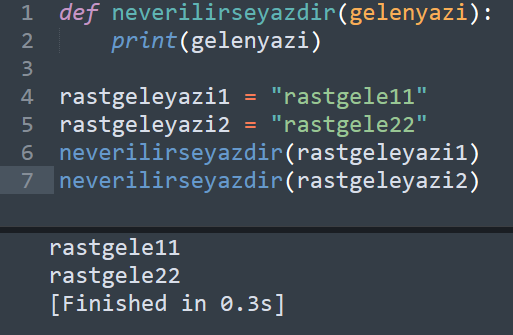 1 def neverilirseyazdir(gelenyazi):
2     print(gelenyazi)
3
4 rastgeleyazi1 = "rastgele11"
5 rastgeleyazi2 = "rastgele22"
6 neverilirseyazdir(rastgeleyazi1)
7 neverilirseyazdir(rastgeleyazi2)
rastgele11
rastgele22
[Finished in 0.3s]